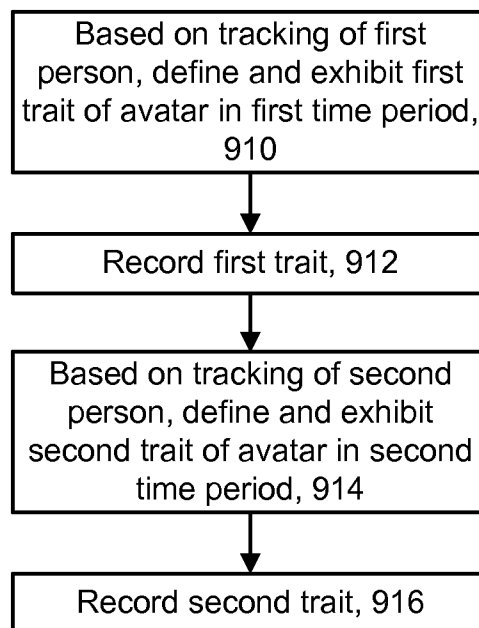 Based on tracking of first
person, define and exhibit first
trait of avatar in first time period,
910
Record first trait, 912
Based on tracking of second
person, define and exhibit
second trait of avatar in second
time period, 914
Record second trait, 916